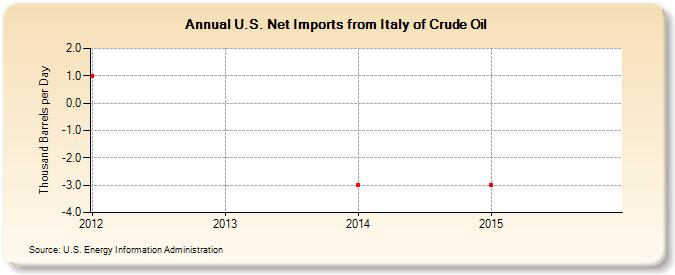 Annual U.S. Net Imports from Italy of Crude Oil
Thousand Barrels per Day
2.0
1.0
0.0
-1.0
-2.0
-3.0
-4.0
2012 2013 2014 2015
Source: U.S. Energy Information Administration